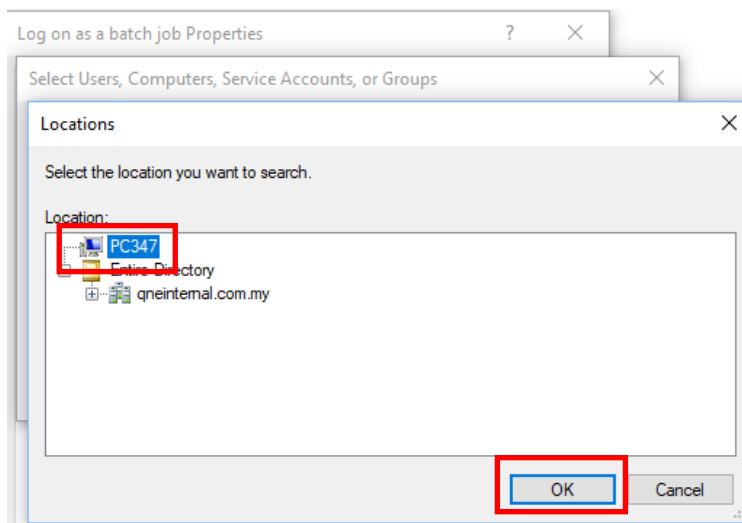 Log on as a batch job Properties
Select Users, Computers, Service Accounts, or Groups
Locations
Select the location you want to search.
Location:
PC347
Entire Directory
qneinternal.com.my
OK
Cancel